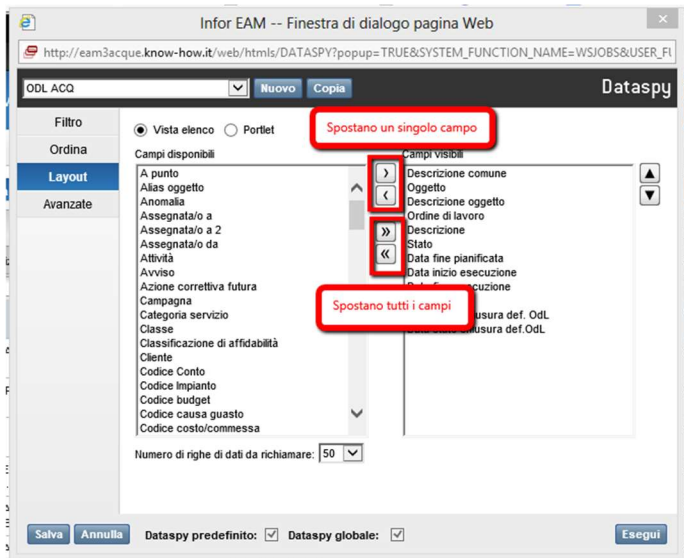 Infor EAM -- Finestra di dialogo pagina Web
http://eam3acque.know-how.it/web/htmls/DATASPY?popup=TRUE&SYSTEM_FUNCTION_NAME=WSJOBS&USER_FU
ODL ACQ
Nuovo
Copia
Dataspy
Filtro
Ordina
Layout
Avanzate
Vista elenco
Portlet
Spostano un singolo campo
Campi disponibili
A punto
Alias oggetto
Anomalia
Assegnata/o a
Assegnata/o a 2
Assegnata/o da
Attività
Avviso
Azione correttiva futura
Campagna
Categoria servizio
Classe
Classificazione di affidabilità
Cliente
Codice Conto
Codice Impianto
Codice budget
Codice causa guasto
Codice costo/commessa
Campi visibili
Descrizione comune
Oggetto
Descrizione oggetto
Ordine di lavoro
Descrizione
Stato
Data fine pianificata
Data inizio esecuzione
Spostano tutti i campi
def. OdL
def.OdL
Numero di righe di dati da richiamare: 50
Salva
Annulla
Dataspy predefinito:
Dataspy globale:
Esegui